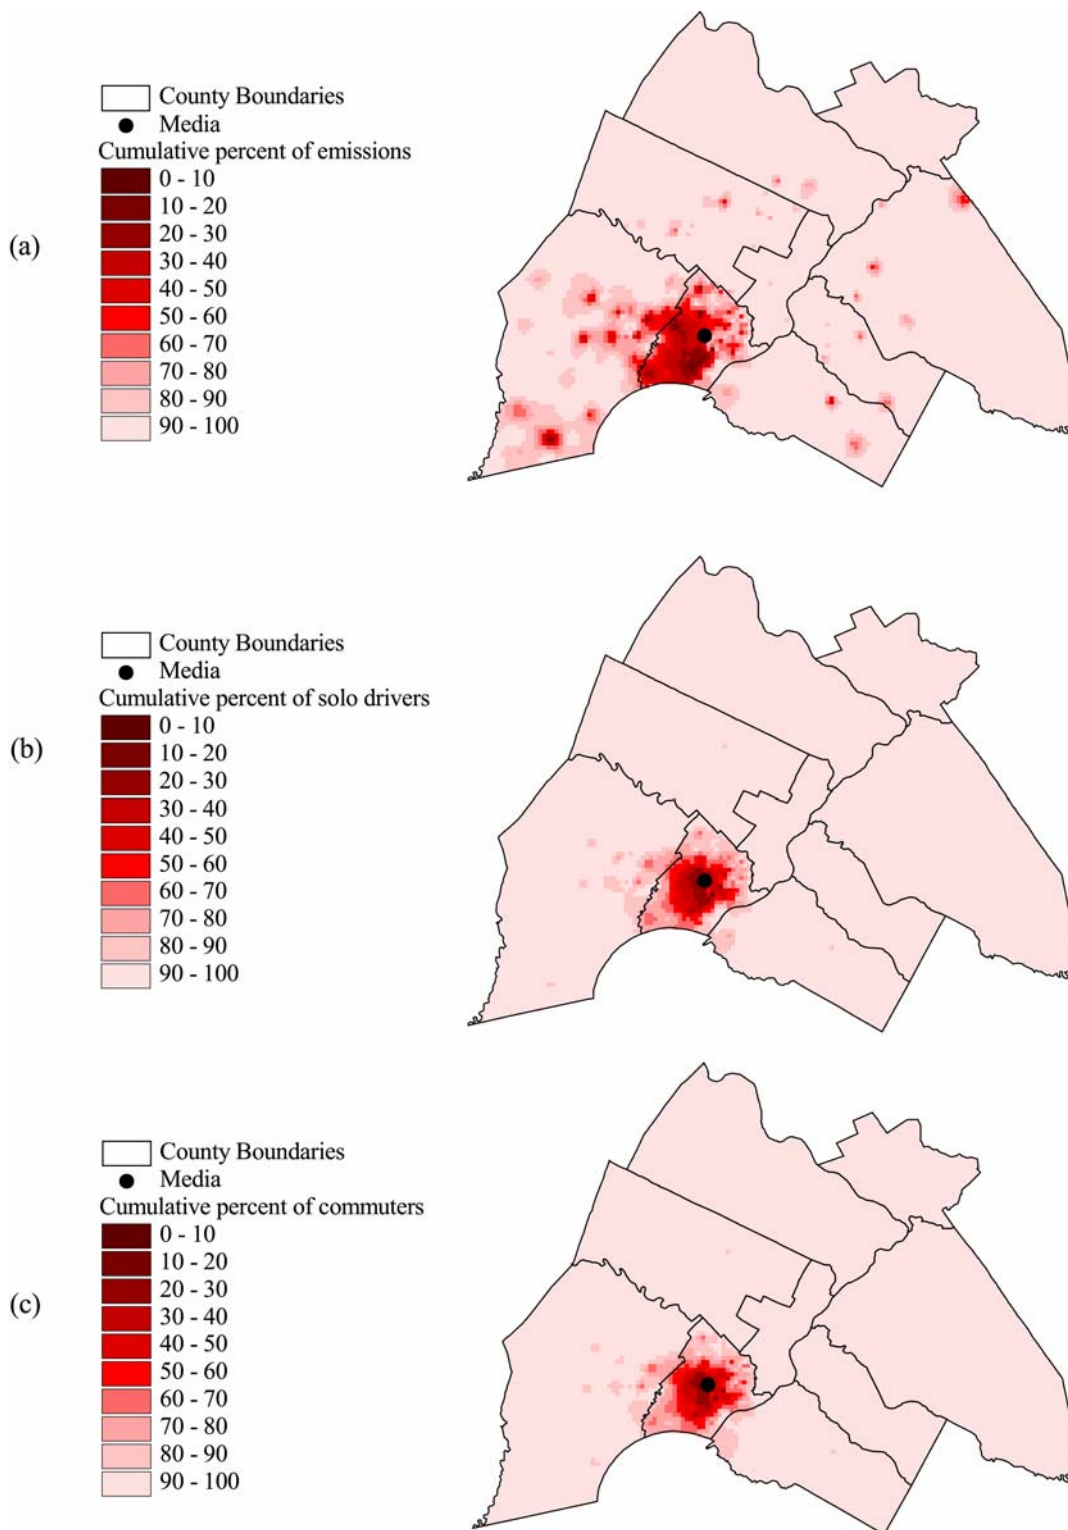 County Boundaries
Media
Cumulative percent of emissions
0 - 10
10 - 20
20 - 30
(a)
30 - 40
40 - 50
50 - 60
60 - 70
70 - 80
80 - 90
90 - 100
County Boundaries
Media
Cumulative percent of solo drivers
0 - 10
(b)
10 - 20
20 - 30
30 - 40
40 - 50
50 - 60
60 - 70
70 - 80
80 - 90
90 - 100
County Boundaries
Media
Cumulative percent of commuters
0 - 10
10 - 20
20 - 30
(c)
30 - 40
40 - 50
50 - 60
60 - 70
70 - 80
80 - 90
90 - 100